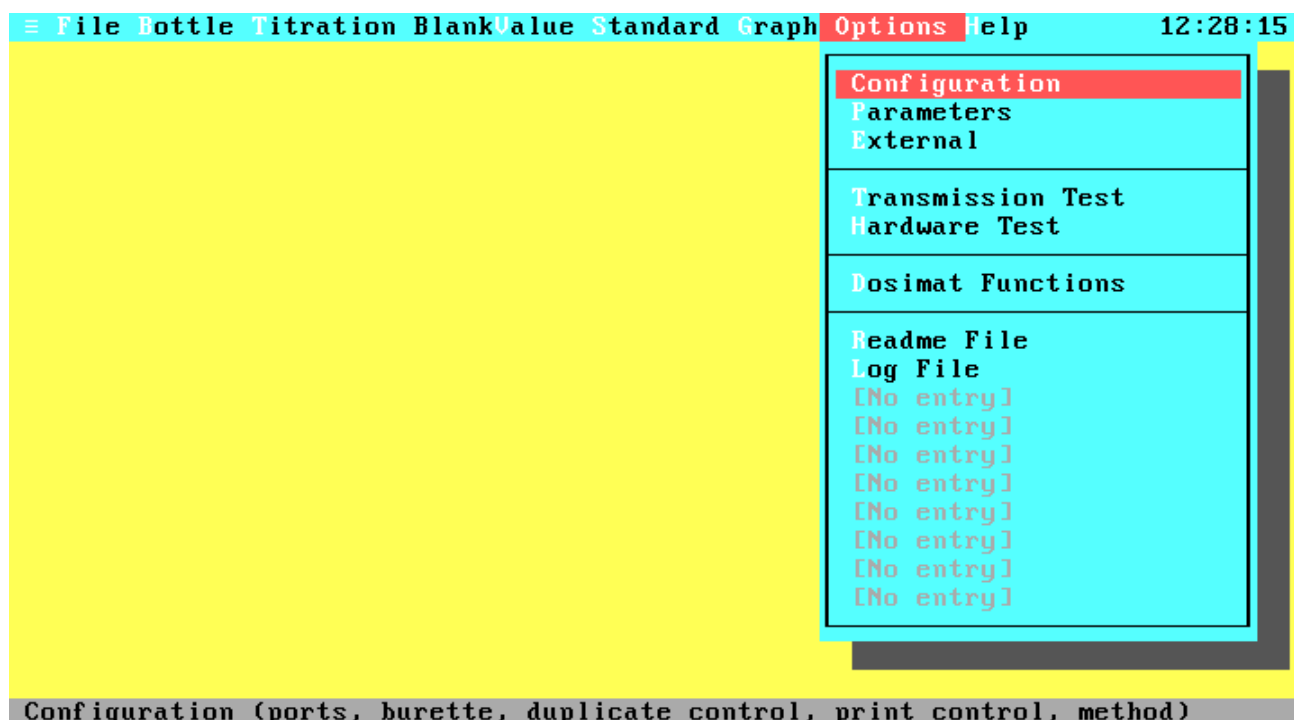 ≡ File Bottle Titration BlankValue Standard Graph Options Help 12:28:15
Configuration
Parameters
External
Transmission Test
Hardware Test
Dosimat Functions
Readme File
Log File
[No entry]
[No entry]
[No entry]
[No entry]
[No entry]
[No entry]
[No entry]
[No entry]
Configuration (ports, burette, duplicate control, print control, method)